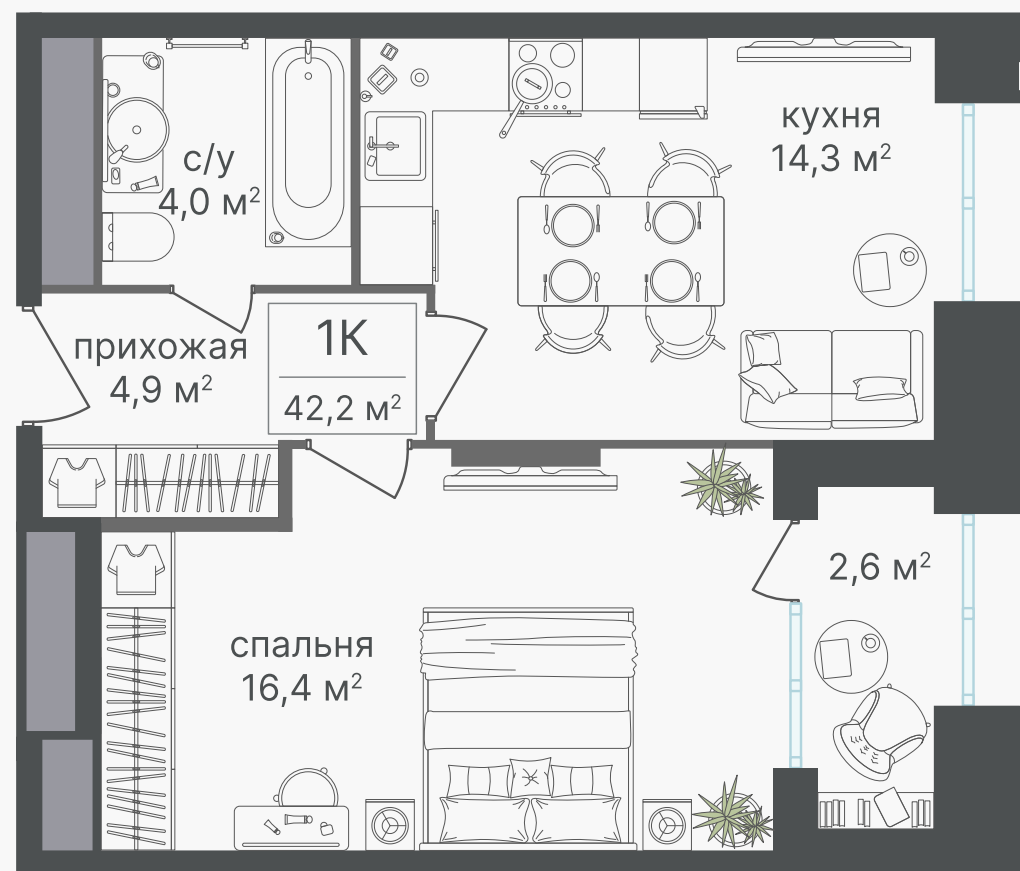 кухня
14,3 м²
с/у
4,0 м²
прихожая
4,9 м²
1К
42,2 м²
2,6 м²
спальня
16,4 м²